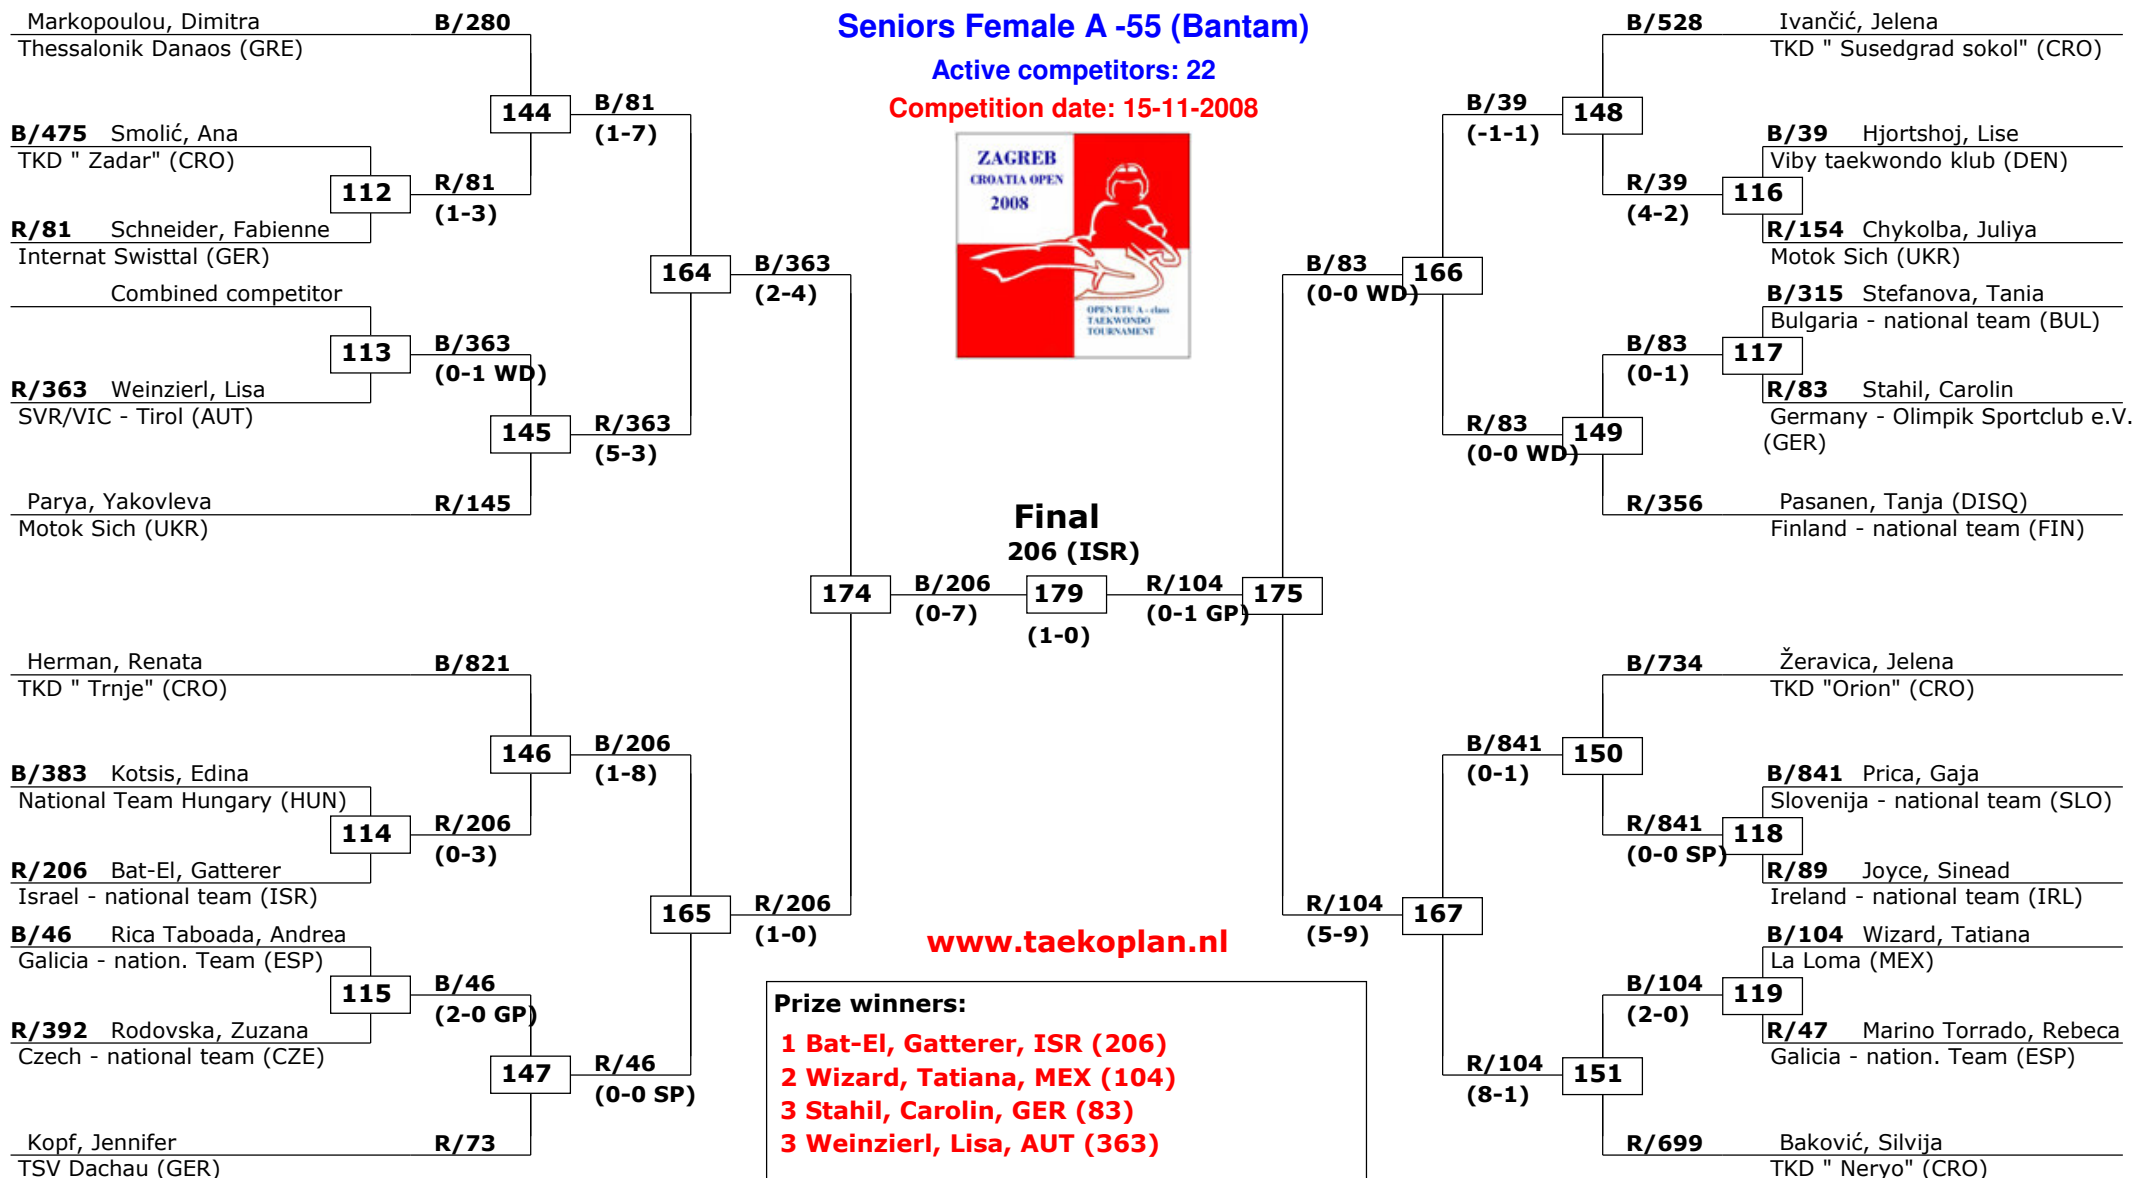 Seniors Female A -55 (Bantam)
Active competitors: 22
Competition date: 15-11-2008
ZAGREB
CROATIA OPEN
2008
OPEN ETU A - class
TAEKWONDO
TOURNAMENT
Markopoulou, Dimitra B/280
Thessalonik Danaos (GRE)
144
B/81
(1-7)
B/475 Smolić, Ana
TKD " Zadar" (CRO)
112
R/81
(1-3)
R/81 Schneider, Fabienne
Internat Swisttal (GER)
164
B/363
(2-4)
Combined competitor
113
B/363
(0-1 WD)
R/363 Weinzierl, Lisa
SVR/VIC - Tirol (AUT)
145
R/363
(5-3)
Parya, Yakovleva R/145
Motok Sich (UKR)
174
B/206
(0-7)
Herman, Renata B/821
TKD " Trnje" (CRO)
146
B/206
(1-8)
B/383 Kotsis, Edina
National Team Hungary (HUN)
114
R/206
(0-3)
R/206 Bat-El, Gatterer
Israel - national team (ISR)
165
R/206
(1-0)
B/46 Rica Taboada, Andrea
Galicia - nation. Team (ESP)
115
B/46
(2-0 GP)
R/392 Rodovska, Zuzana
Czech - national team (CZE)
147
R/46
(0-0 SP)
Kopf, Jennifer R/73
TSV Dachau (GER)
Final
206 (ISR)
179
(1-0)
B/528 Ivančić, Jelena
TKD " Susedgrad sokol" (CRO)
B/39
(-1-1)
148
B/39 Hjortshoj, Lise
Viby taekwondo klub (DEN)
R/39
(4-2)
116
R/154 Chykolba, Juliya
Motok Sich (UKR)
B/83
(0-0 WD)
166
B/315 Stefanova, Tania
Bulgaria - national team (BUL)
B/83
(0-1)
117
R/83 Stahil, Carolin
Germany - Olimpik Sportclub e.V.
(GER)
R/83
(0-0 WD)
149
R/356 Pasanen, Tanja (DISQ)
Finland - national team (FIN)
R/104
(0-1 GP)
175
B/734 Žeravica, Jelena
TKD "Orion" (CRO)
B/841
(0-1)
150
B/841 Prica, Gaja
Slovenija - national team (SLO)
R/841
(0-0 SP)
118
R/89 Joyce, Sinead
Ireland - national team (IRL)
R/104
(5-9)
167
B/104 Wizard, Tatiana
La Loma (MEX)
B/104
(2-0)
119
R/47 Marino Torrado, Rebeca
Galicia - nation. Team (ESP)
R/104
(8-1)
151
R/699 Baković, Silvija
TKD " Neryo" (CRO)
www.taekoplan.nl
Prize winners:
1 Bat-El, Gatterer, ISR (206)
2 Wizard, Tatiana, MEX (104)
3 Stahil, Carolin, GER (83)
3 Weinzierl, Lisa, AUT (363)